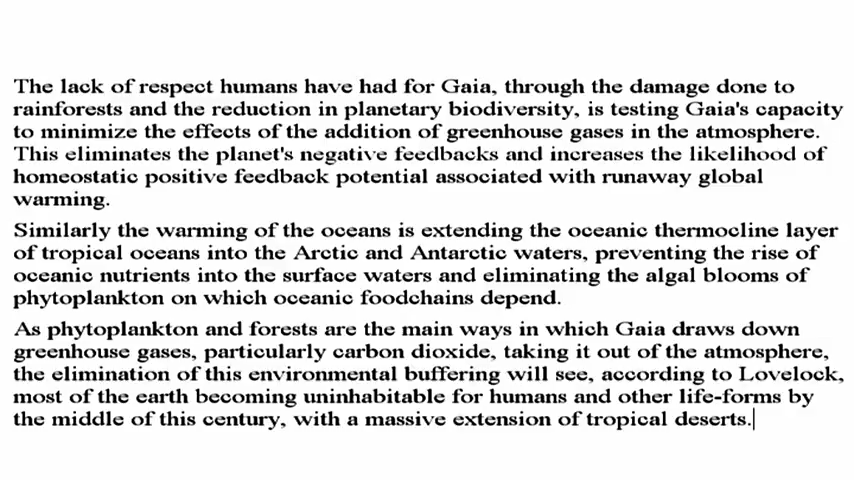 The lack of respect humans have had for Gaia, through the damage done to
rainforests and the reduction in planetary biodiversity, is testing Gaia's capacity
to minimize the effects of the addition of greenhouse gases in the atmosphere.
This eliminates the planet's negative feedbacks and increases the likelihood of
homeostatic positive feedback potential associated with runaway global
warming.
Similarly the warming of the oceans is extending the oceanic thermocline layer
of tropical oceans into the Arctic and Antarctic waters, preventing the rise of
oceanic nutrients into the surface waters and eliminating the algal blooms of
phytoplankton on which oceanic foodchains depend.
As phytoplankton and forests are the main ways in which Gaia draws down
greenhouse gases, particularly carbon dioxide, taking it out of the atmosphere,
the elimination of this environmental buffering will see, according to Lovelock,
most of the earth becoming uninhabitable for humans and other life-forms by
the middle of this century, with a massive extension of tropical deserts.